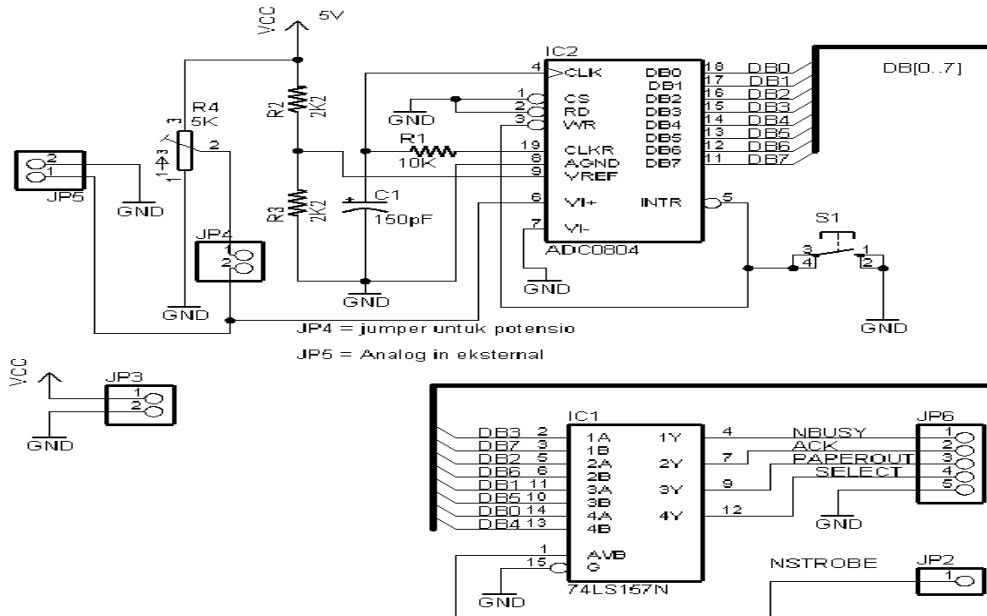 VCC
5V
R4
5K
3
2
1
R2
2K2
R3
2K2
JP5
2
1
GND
JP4
1
2
GND
R1
10K
C1
150pF
GND
GND
IC2
4 CLK
1 CS
2 RD
3 WR
19 CLKR
8 AGND
9 VREF
6 VI+
7 VI-
DB0 18 DB0
DB1 17 DB1
DB2 16 DB2
DB3 15 DB3
DB4 14 DB4
DB5 13 DB5
DB6 12 DB6
DB7 11 DB7
INTR 5
ADC0804
GND
DB[0..7]
S1
3 1
4 2
GND
JP4 = jumper untuk potensio
JP5 = Analog in eksternal
VCC
GND
JP3
1
2
IC1
DB3 2 1A
DB7 3 1B
DB2 5 2A
DB6 6 2B
DB1 11 3A
DB5 10 3B
DB0 14 4A
DB4 13 4B
1 A\/B
15 G
GND
74LS157N
1Y 4 NBUSY
2Y 7 ACK
3Y 9 PAPEROUT
4Y 12 SELECT
GND
JP6
1
2
3
4
5
NSTROBE
JP2
1